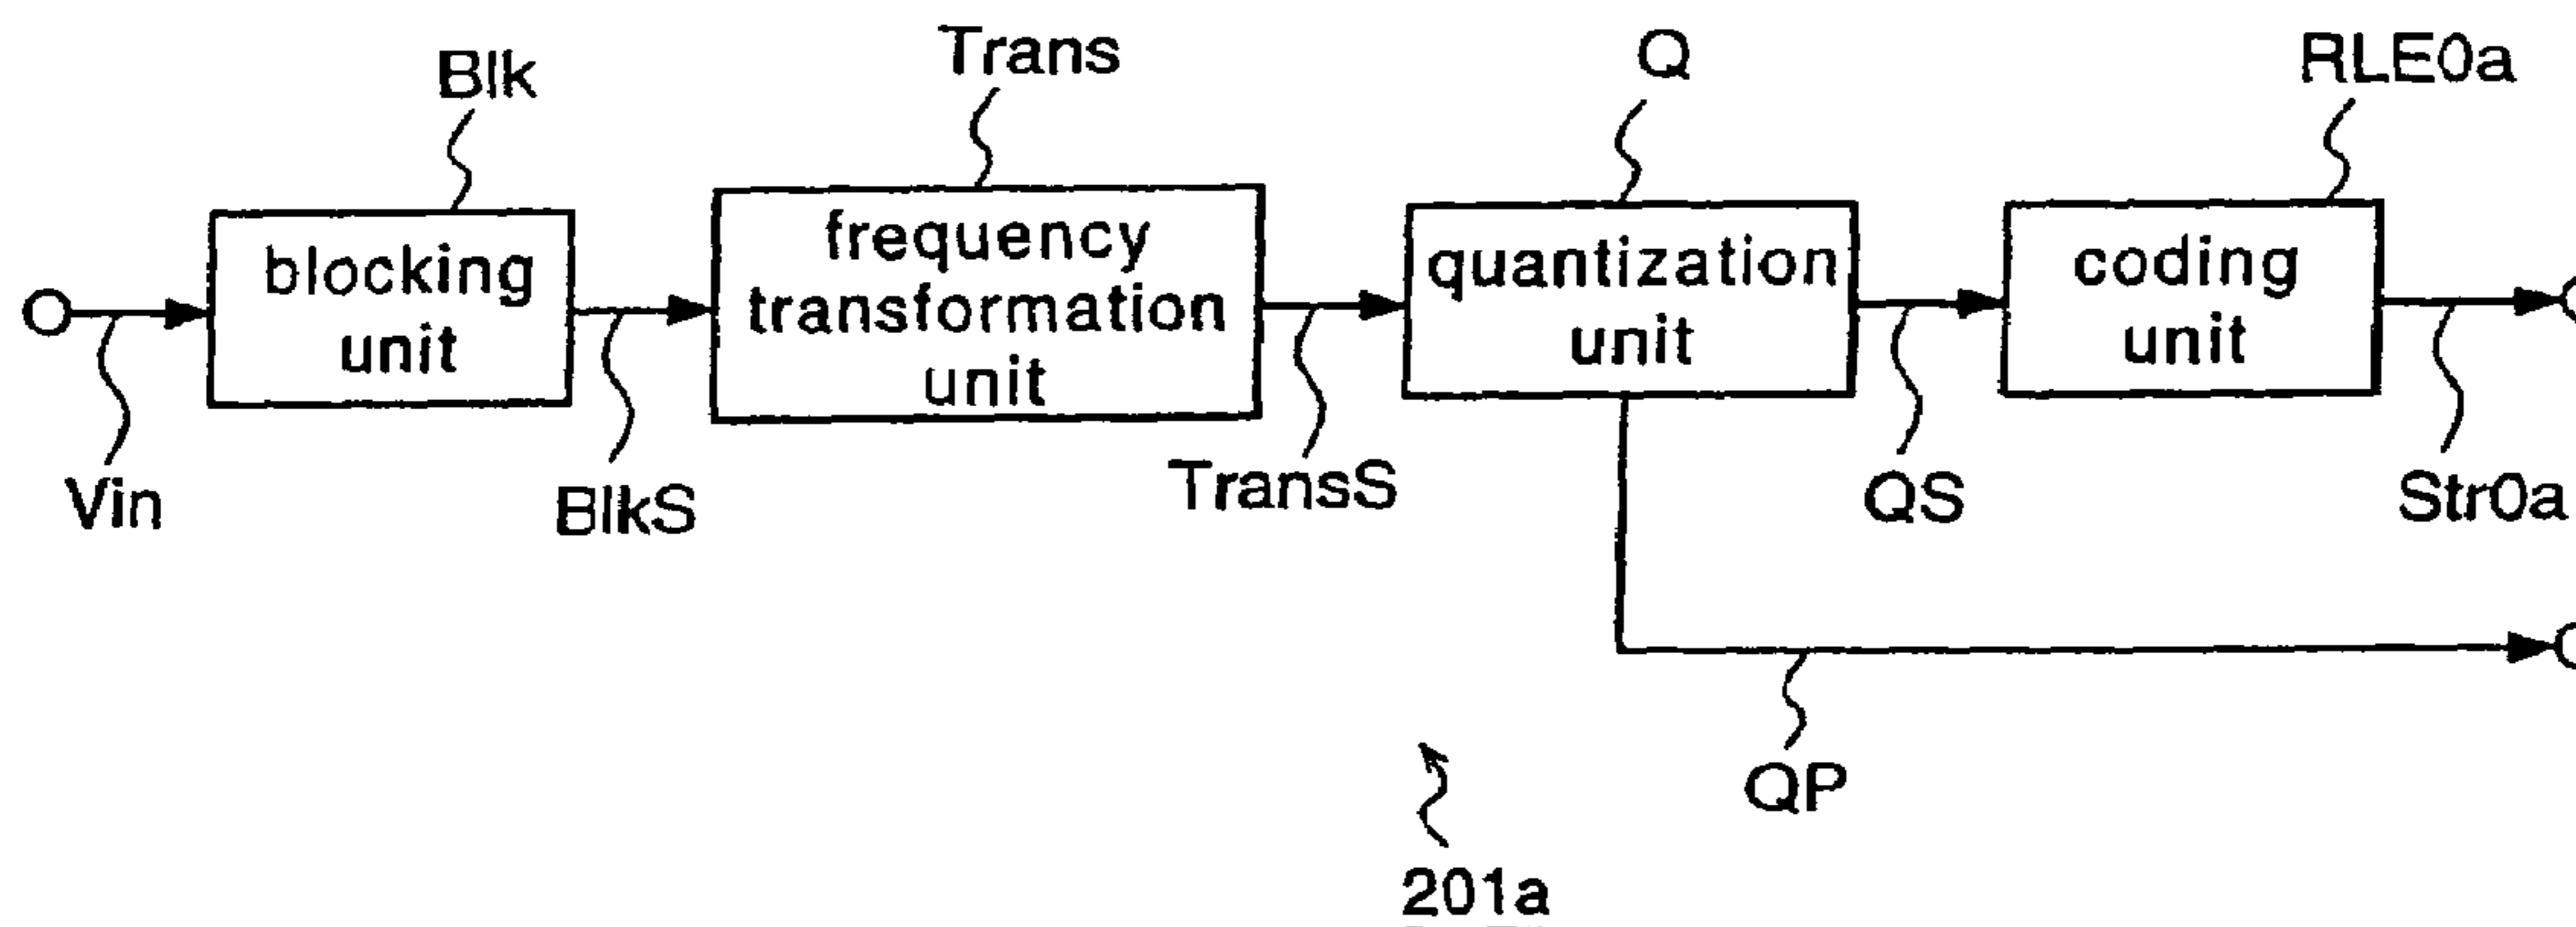 Blk
Trans
Q
RLE0a
blocking
unit
frequency
transformation
unit
quantization
unit
coding
unit
Vin
BlkS
TransS
QS
Str0a
QP
201a